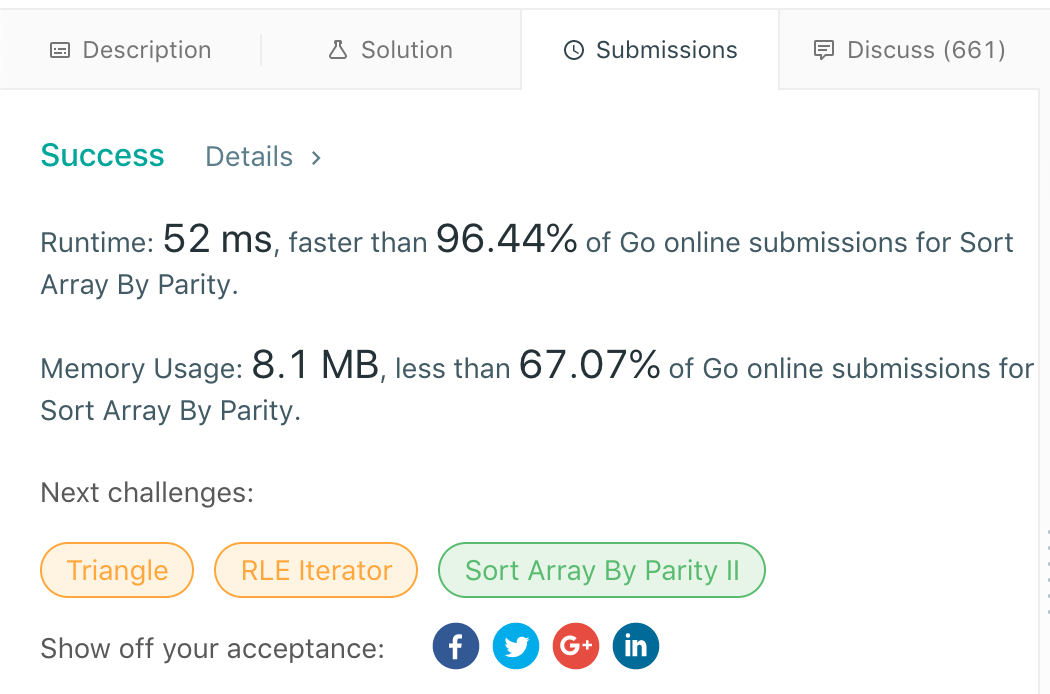 Description Solution Submissions Discuss (661)
Success Details >
Runtime: 52 ms, faster than 96.44% of Go online submissions for Sort
Array By Parity.
Memory Usage: 8.1 MB, less than 67.07% of Go online submissions for
Sort Array By Parity.
Next challenges:
Triangle RLE Iterator Sort Array By Parity II
Show off your acceptance: f G+ in